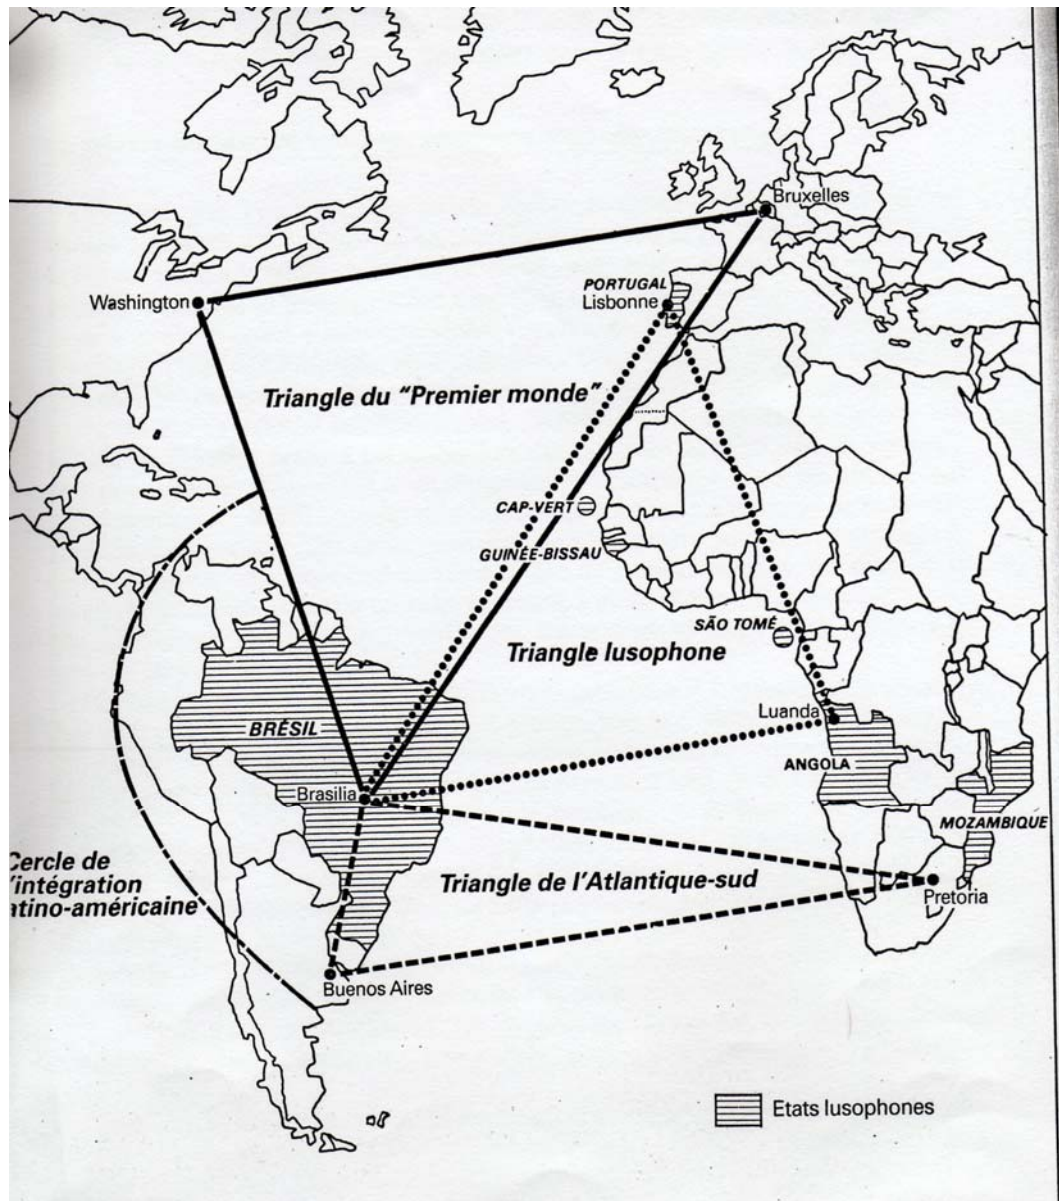 Bruxelles
PORTUGAL
Washington
Lisbonne
Triangle du “Premier monde”
CAP-VERT
GUINÉE-BISSAU
SÃO TOMÉ
Triangle lusophone
Luanda
BRÉSIL
ANGOLA
Brasilia
MOZAMBIQUE
Cercle de
'intégration
atino-américaine
Triangle de l'Atlantique-sud
Pretoria
Buenos Aires
Etats lusophones